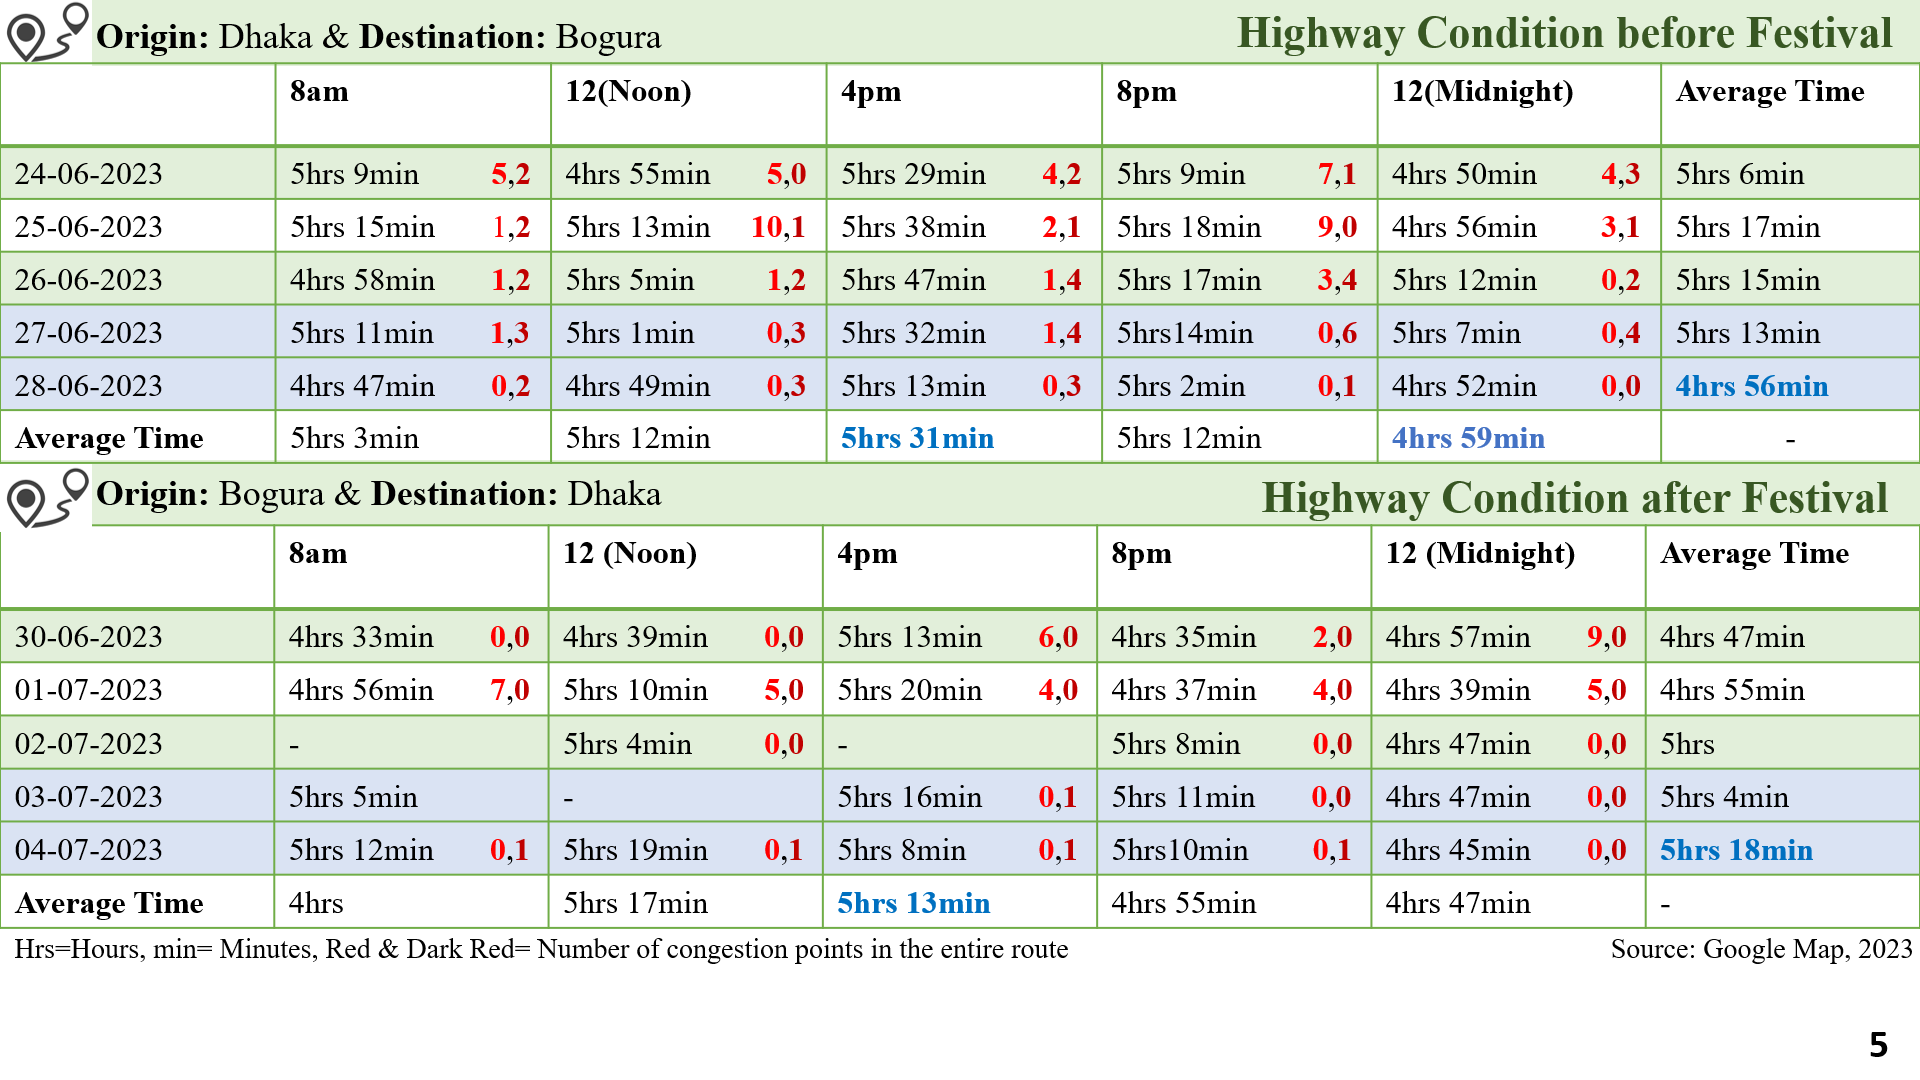 Origin: Dhaka & Destination: Bogura Highway Condition before Festival
8am 12(Noon) 4pm 8pm 12(Midnight) Average Time
24-06-2023 5hrs 9min 5,2 4hrs 55min 5,0 5hrs 29min 4,2 5hrs 9min 7,1 4hrs 50min 4,3 5hrs 6min
25-06-2023 5hrs 15min 1,2 5hrs 13min 10,1 5hrs 38min 2,1 5hrs 18min 9,0 4hrs 56min 3,1 5hrs 17min
26-06-2023 4hrs 58min 1,2 5hrs 5min 1,2 5hrs 47min 1,4 5hrs 17min 3,4 5hrs 12min 0,2 5hrs 15min
27-06-2023 5hrs 11min 1,3 5hrs 1min 0,3 5hrs 32min 1,4 5hrs14min 0,6 5hrs 7min 0,4 5hrs 13min
28-06-2023 4hrs 47min 0,2 4hrs 49min 0,3 5hrs 13min 0,3 5hrs 2min 0,1 4hrs 52min 0,0 4hrs 56min
Average Time 5hrs 3min 5hrs 12min 5hrs 31min 5hrs 12min 4hrs 59min -
Origin: Bogura & Destination: Dhaka Highway Condition after Festival
8am 12 (Noon) 4pm 8pm 12 (Midnight) Average Time
30-06-2023 4hrs 33min 0,0 4hrs 39min 0,0 5hrs 13min 6,0 4hrs 35min 2,0 4hrs 57min 9,0 4hrs 47min
01-07-2023 4hrs 56min 7,0 5hrs 10min 5,0 5hrs 20min 4,0 4hrs 37min 4,0 4hrs 39min 5,0 4hrs 55min
02-07-2023 - 5hrs 4min 0,0 - 5hrs 8min 0,0 4hrs 47min 0,0 5hrs
03-07-2023 5hrs 5min - 5hrs 16min 0,1 5hrs 11min 0,0 4hrs 47min 0,0 5hrs 4min
04-07-2023 5hrs 12min 0,1 5hrs 19min 0,1 5hrs 8min 0,1 5hrs10min 0,1 4hrs 45min 0,0 5hrs 18min
Average Time 4hrs 5hrs 17min 5hrs 13min 4hrs 55min 4hrs 47min -
Hrs=Hours, min= Minutes, Red & Dark Red= Number of congestion points in the entire route Source: Google Map, 2023
5